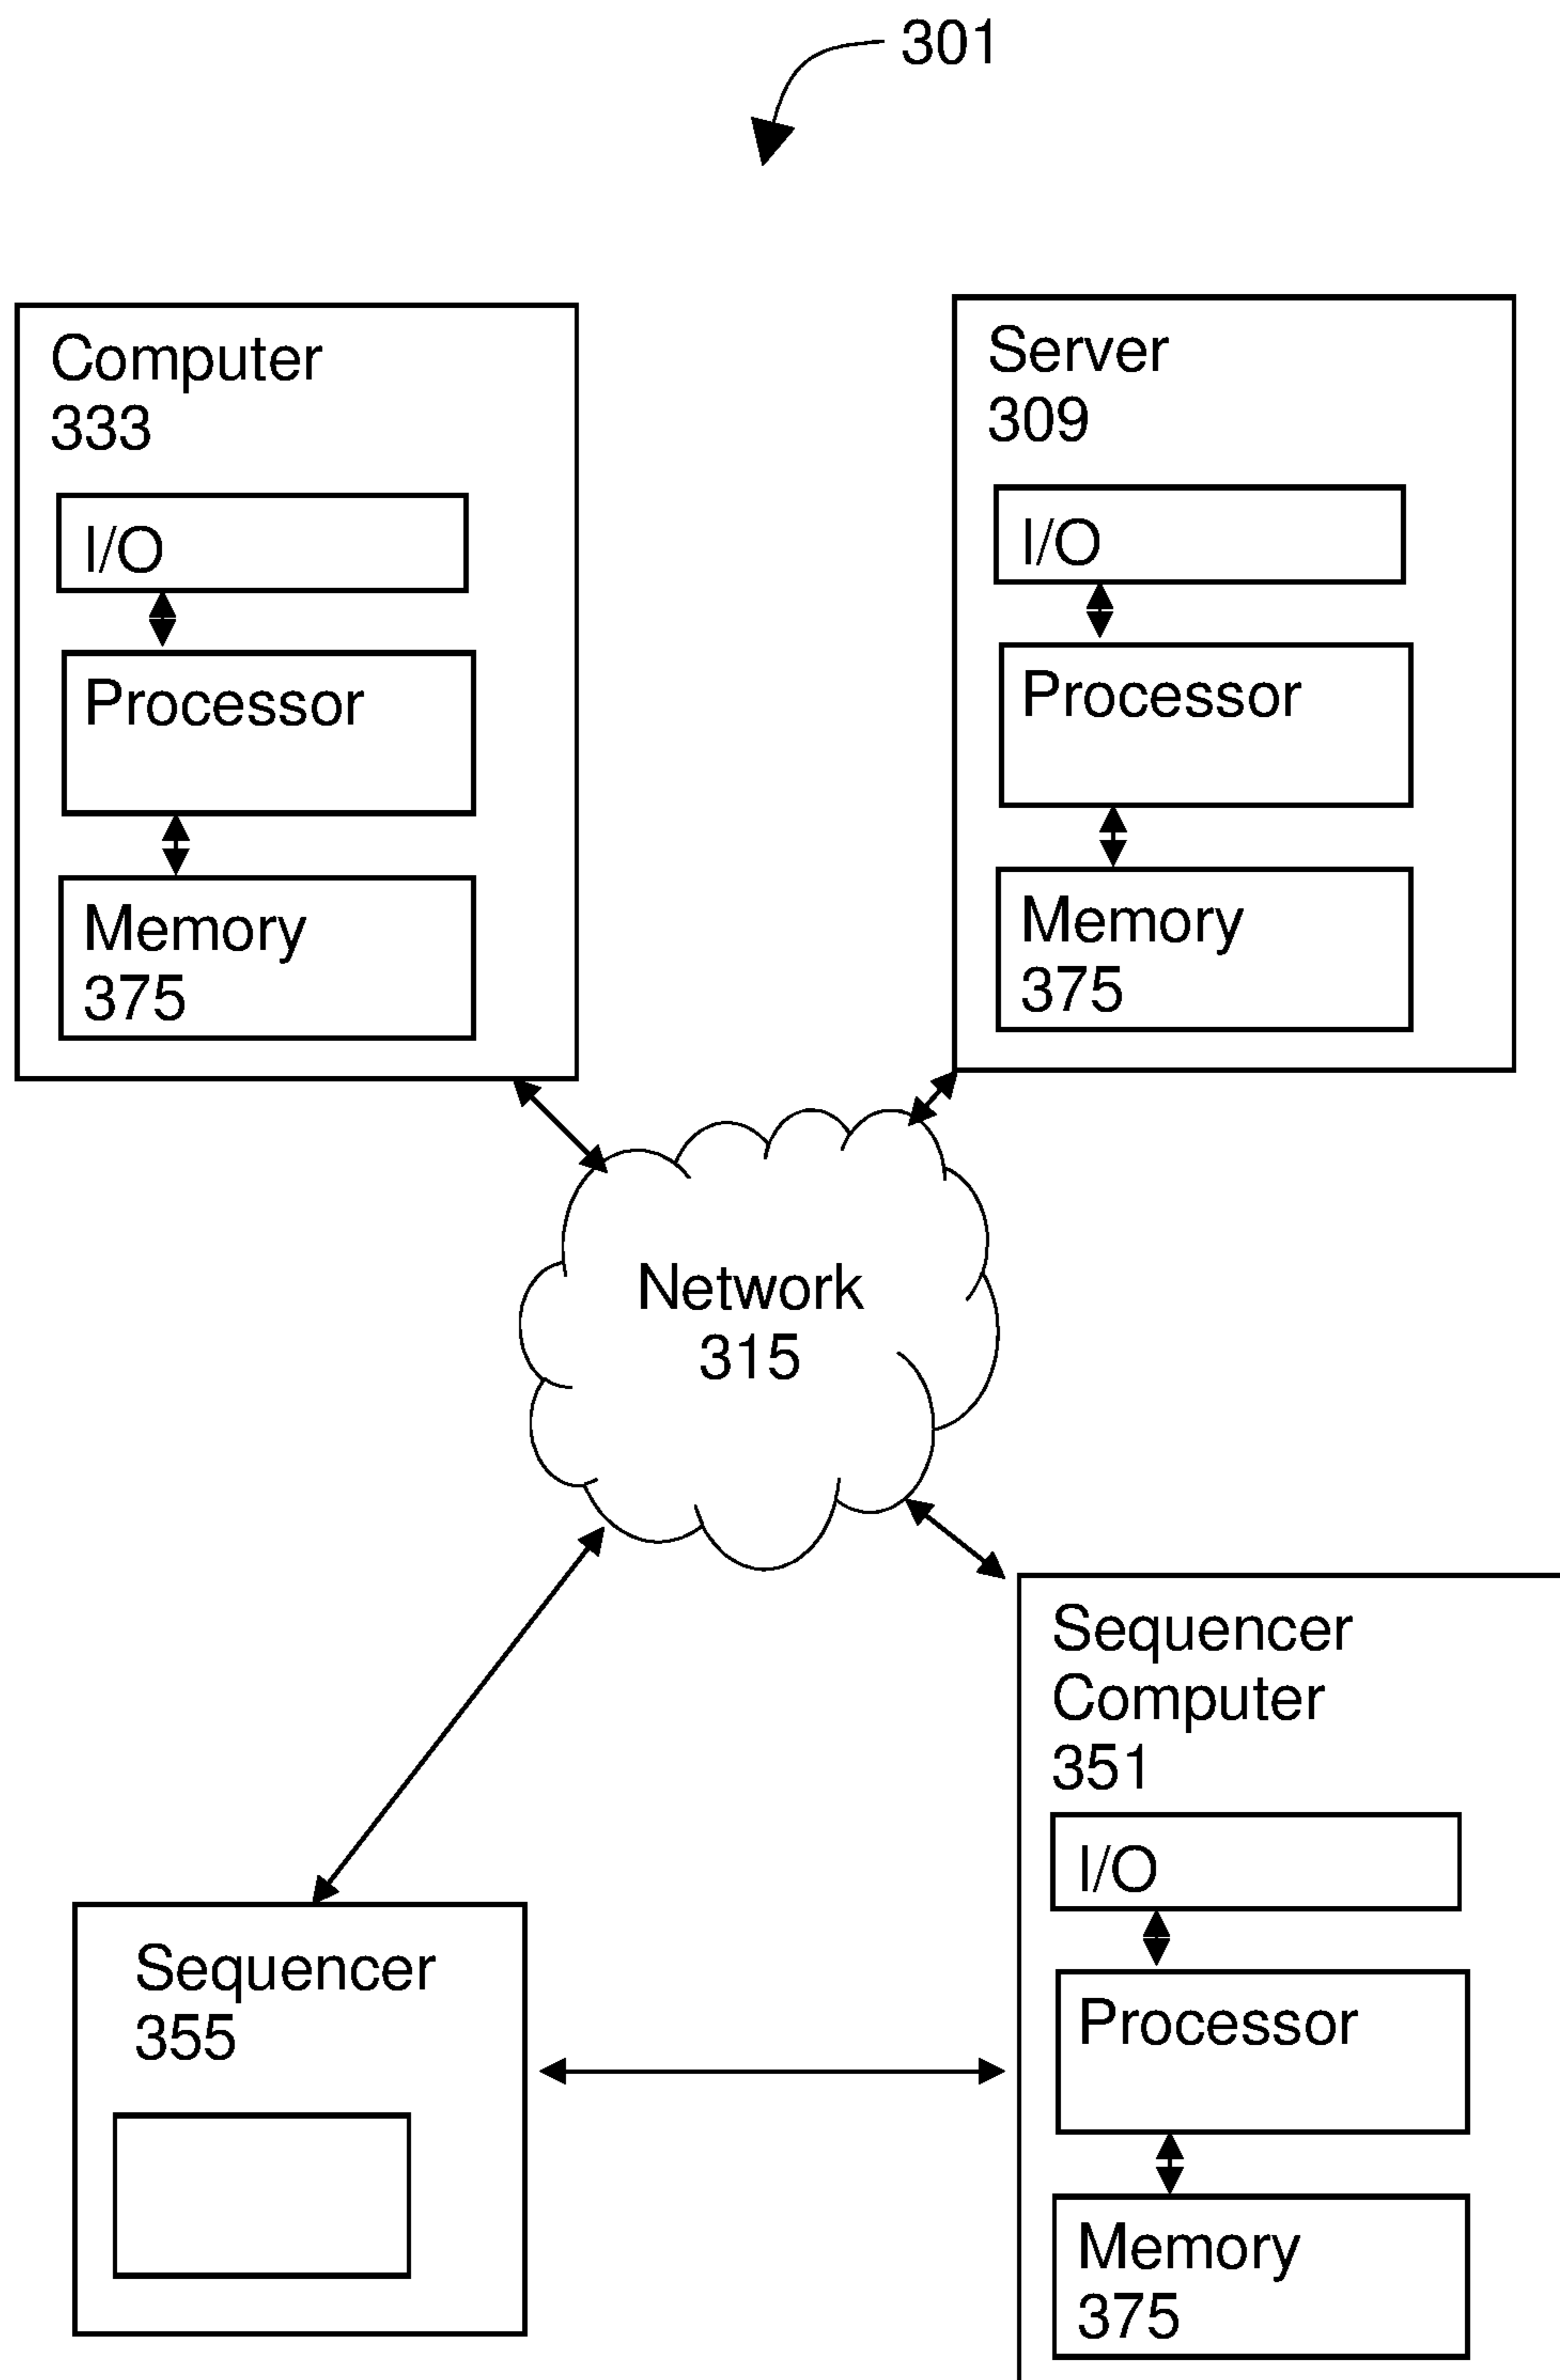 301
Computer
333
I/O
Processor
Memory
375
Server
309
I/O
Processor
Memory
375
Network
315
Sequencer
355
Sequencer
Computer
351
I/O
Processor
Memory
375